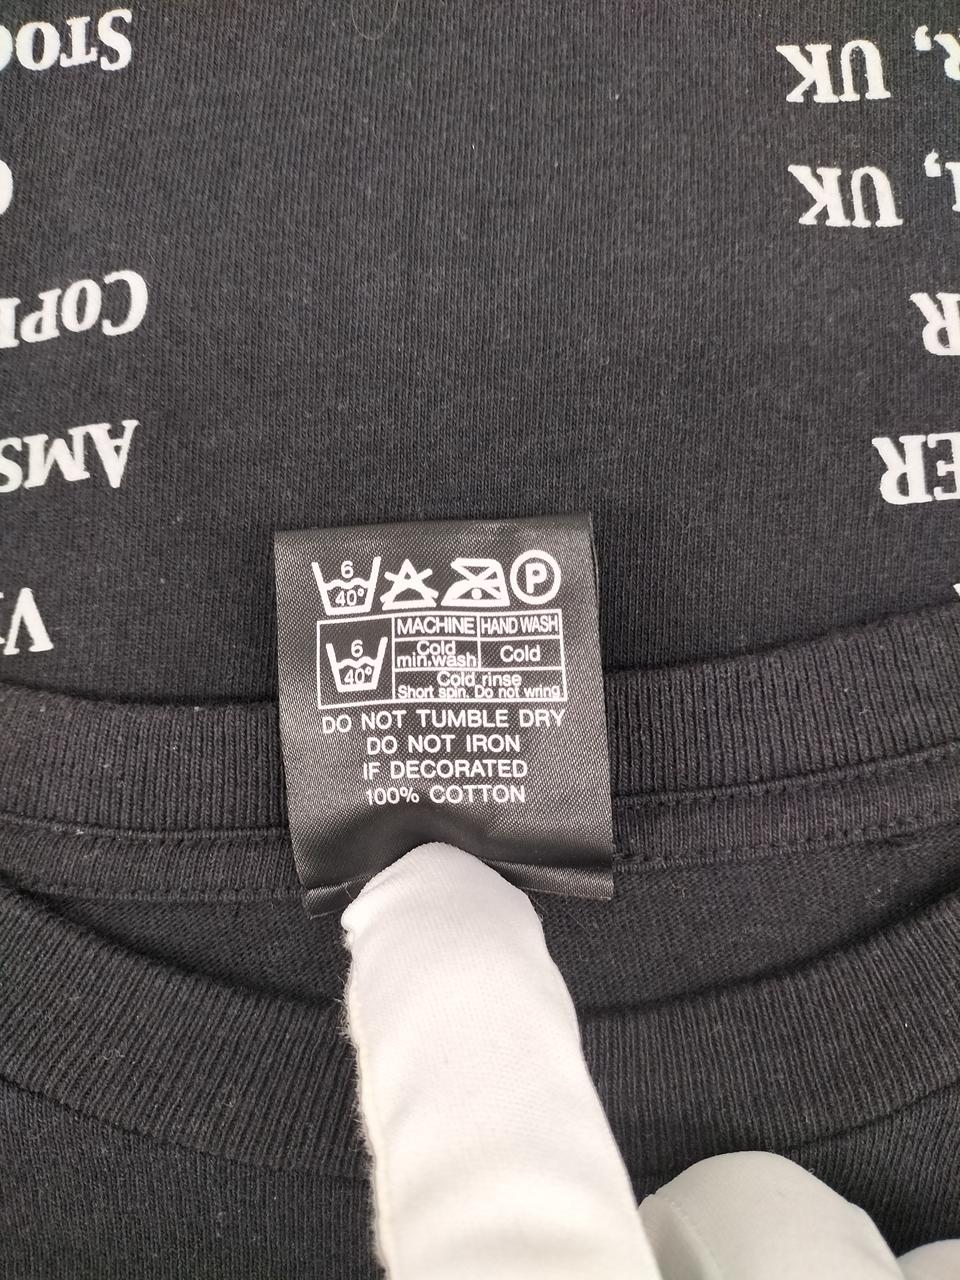 STO
, UK
, UK
COP
R
AMS
ER
V
6 40° P
6 40°
MACHINE HAND WASH
Cold min.wash Cold
Cold rinse
Short spin. Do not wring.
DO NOT TUMBLE DRY
DO NOT IRON
IF DECORATED
100% COTTON